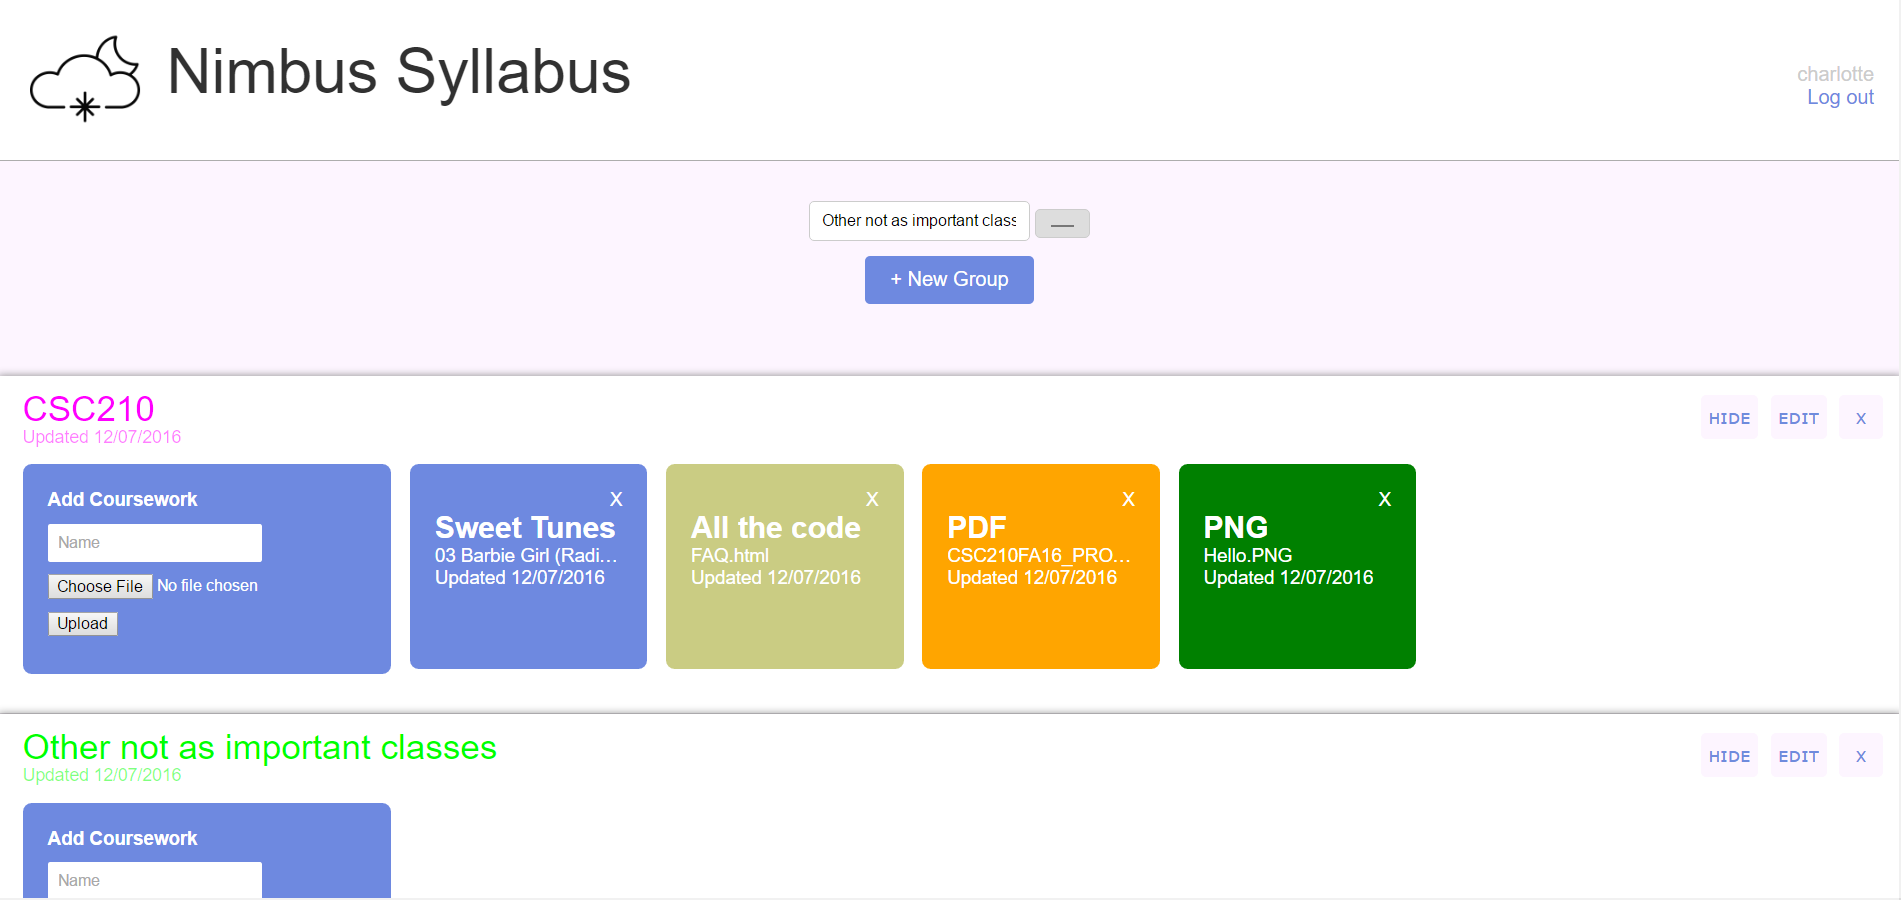 Nimbus Syllabus
charlotte
Log out
Other not as important class
+ New Group
CSC210
Updated 12/07/2016
HIDE EDIT X
Add Coursework
Name
Choose File No file chosen
Upload
X
Sweet Tunes
03 Barbie Girl (Radi...
Updated 12/07/2016
X
All the code
FAQ.html
Updated 12/07/2016
X
PDF
CSC210FA16_PRO...
Updated 12/07/2016
X
PNG
Hello.PNG
Updated 12/07/2016
Other not as important classes
Updated 12/07/2016
HIDE EDIT X
Add Coursework
Name